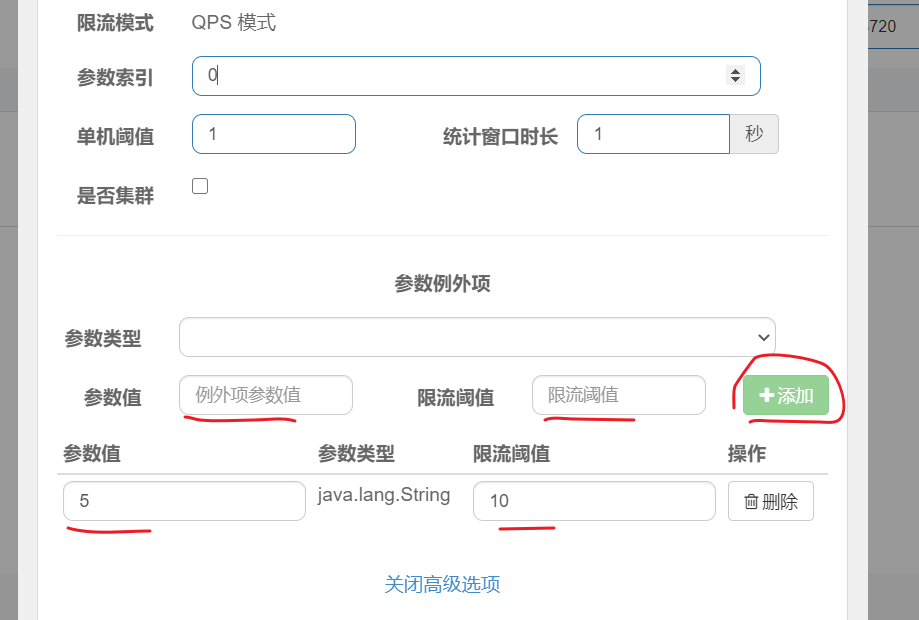 限流模式 QPS 模式
720
参数索引 0
单机阈值 1 统计窗口时长 1 秒
是否集群
参数例外项
参数类型
参数值 例外项参数值 限流阈值 限流阈值 添加
参数值 参数类型 限流阈值 操作
5 java.lang.String 10 删除
关闭高级选项